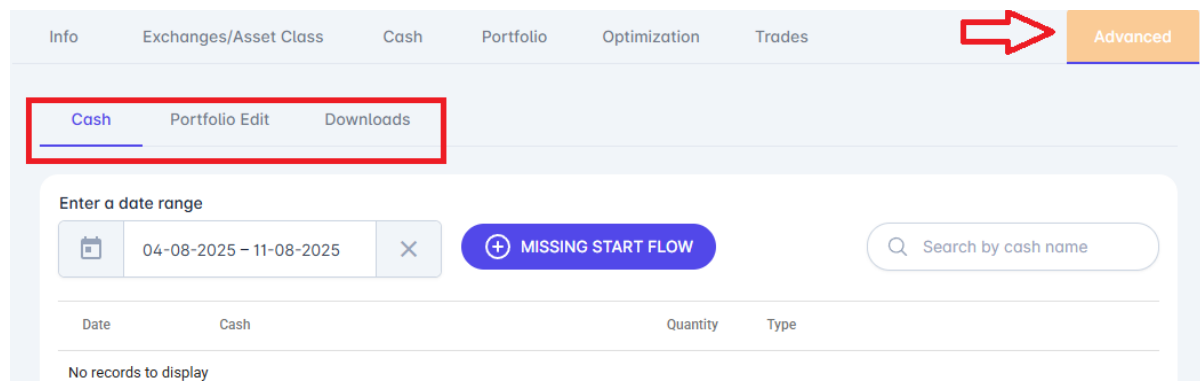 Info Exchanges/Asset Class Cash Portfolio Optimization Trades Advanced
Cash Portfolio Edit Downloads
Enter a date range
04-08-2025 – 11-08-2025 MISSING START FLOW Search by cash name
Date Cash Quantity Type
No records to display